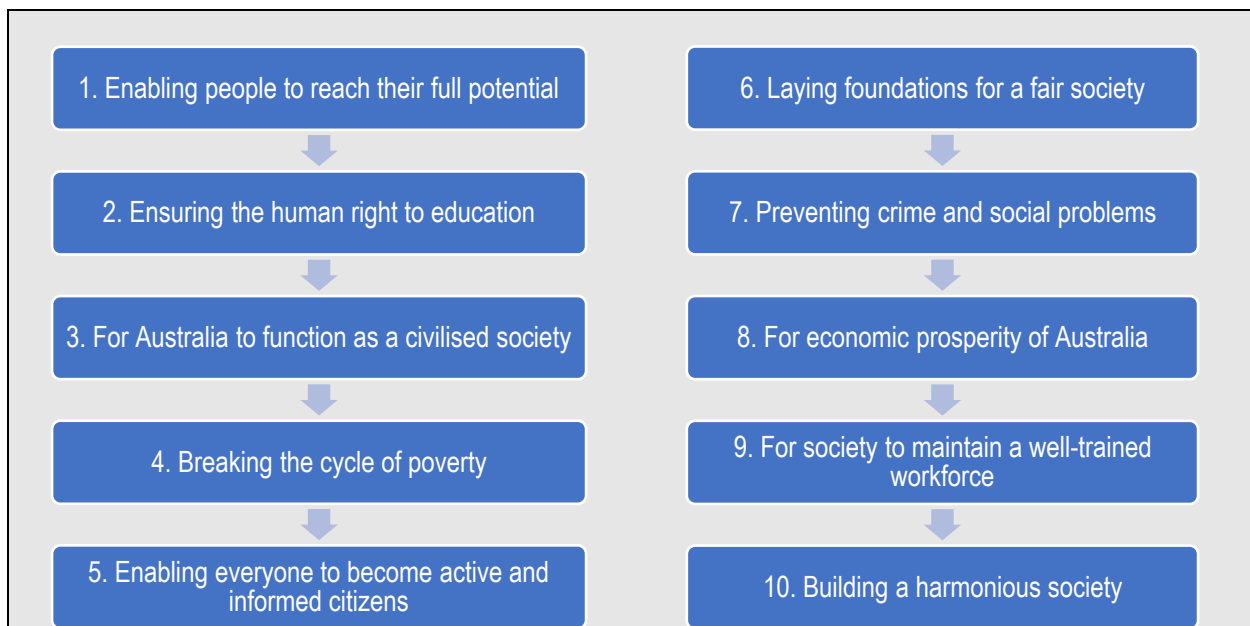 1. Enabling people to reach their full potential
2. Ensuring the human right to education
3. For Australia to function as a civilised society
4. Breaking the cycle of poverty
5. Enabling everyone to become active and
informed citizens
6. Laying foundations for a fair society
7. Preventing crime and social problems
8. For economic prosperity of Australia
9. For society to maintain a well-trained
workforce
10. Building a harmonious society